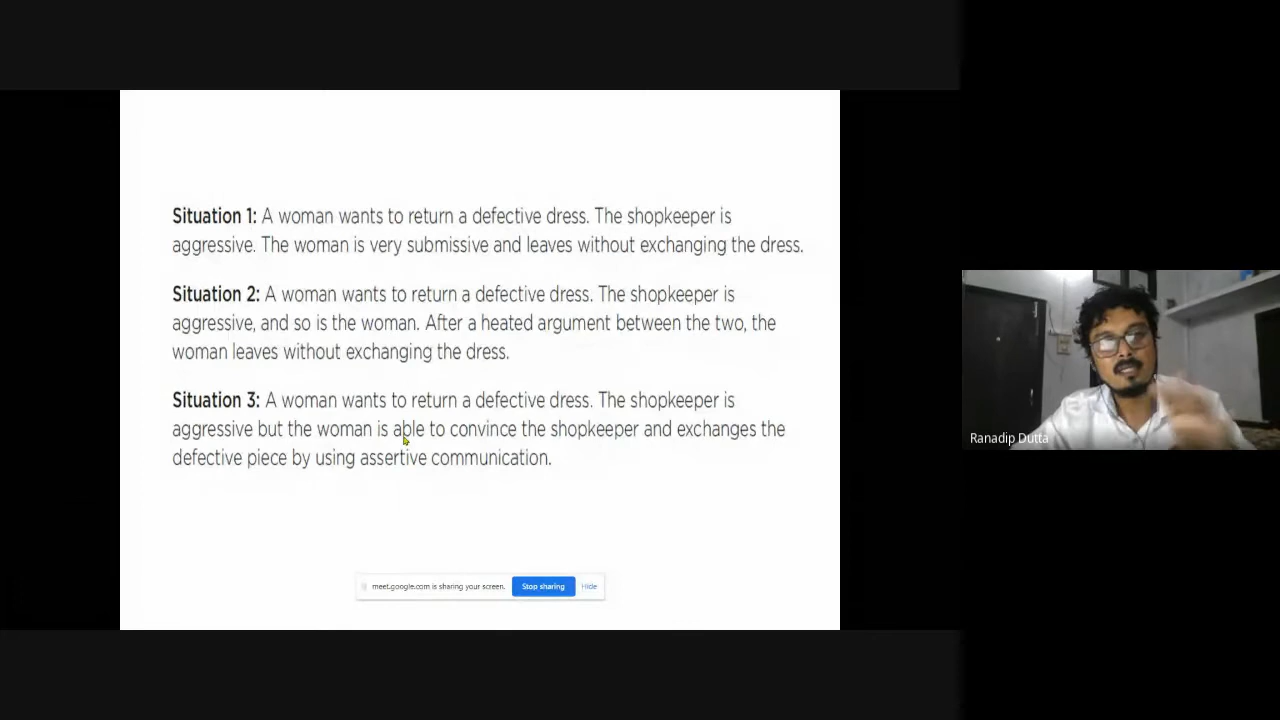 Situation 1: A woman wants to return a defective dress. The shopkeeper is
aggressive. The woman is very submissive and leaves without exchanging the dress.
Situation 2: A woman wants to return a defective dress. The shopkeeper is
aggressive, and so is the woman. After a heated argument between the two, the
woman leaves without exchanging the dress.
Situation 3: A woman wants to return a defective dress. The shopkeeper is
aggressive but the woman is able to convince the shopkeeper and exchanges the
defective piece by using assertive communication.
meet.google.com is sharing your screen. Stop sharing Hide
Ranadip Dutta